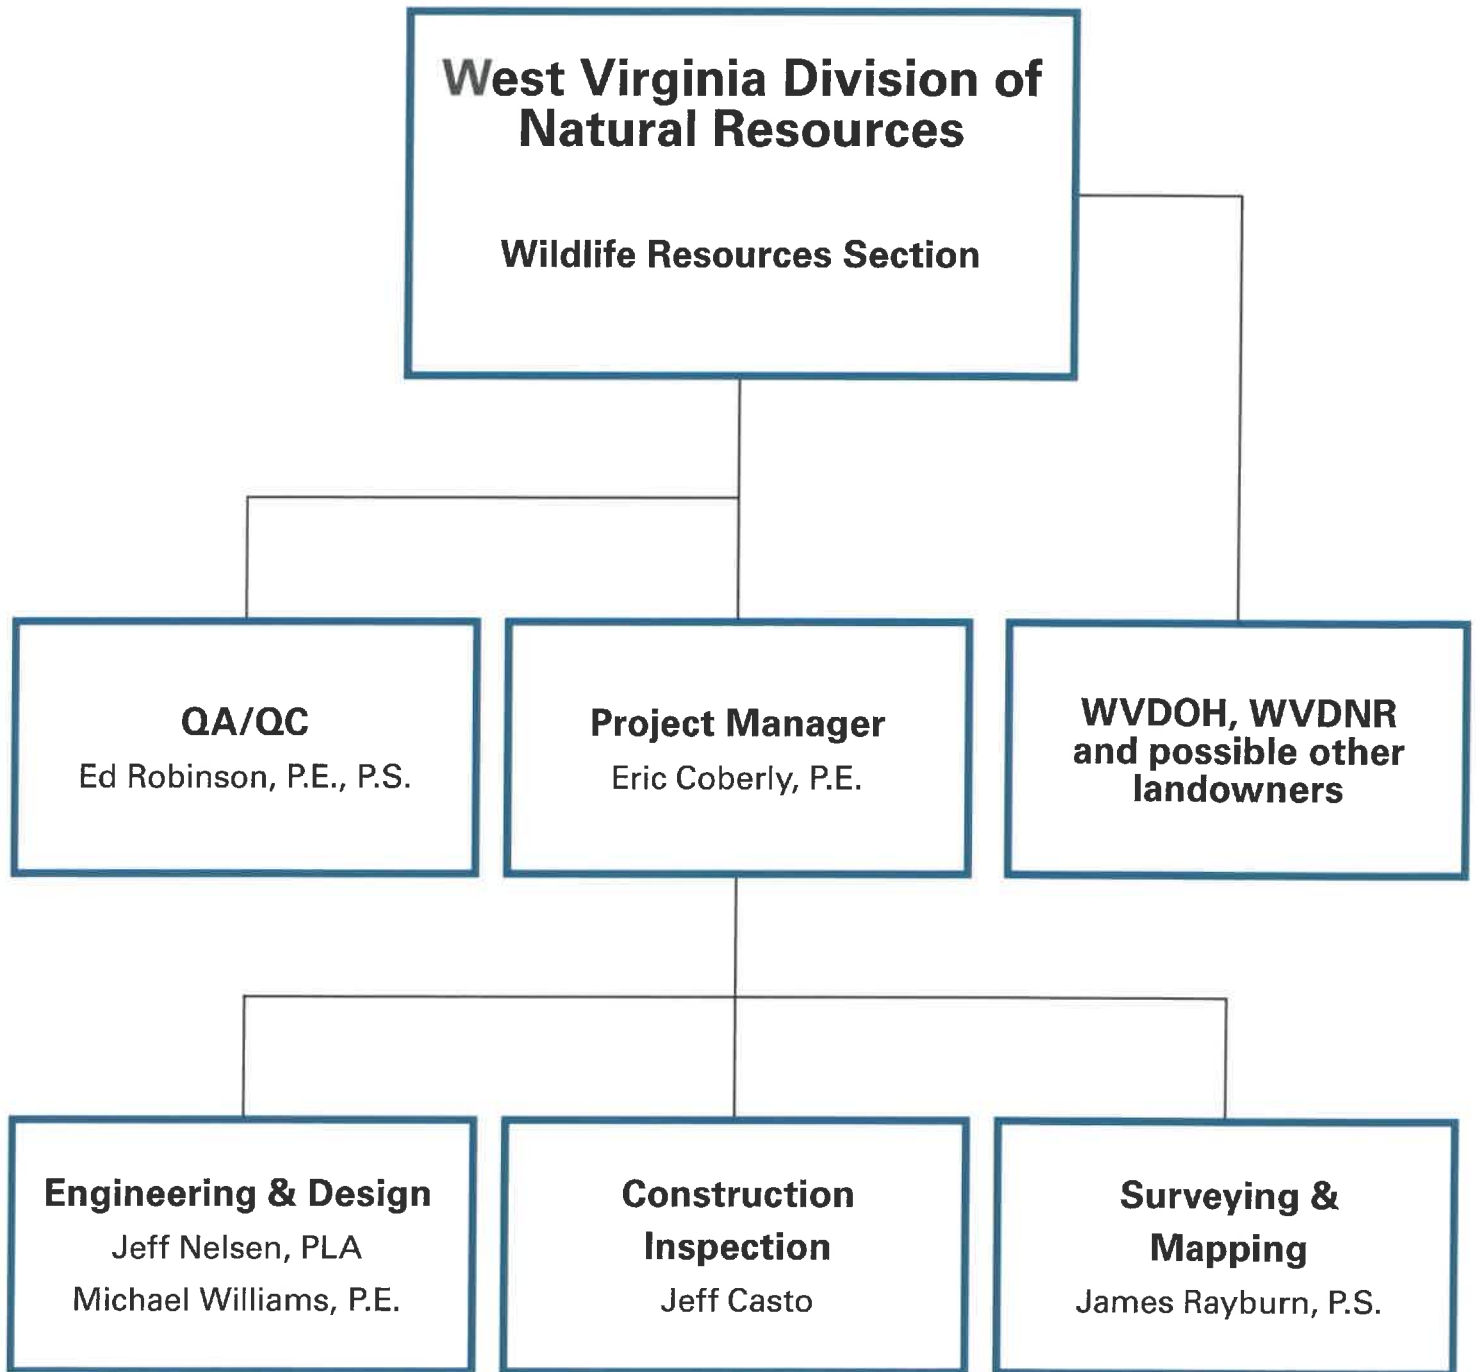 West Virginia Division of
Natural Resources
Wildlife Resources Section
QA/QC
Ed Robinson, P.E., P.S.
Project Manager
Eric Coberly, P.E.
WVDOH, WVDNR
and possible other
landowners
Engineering & Design
Jeff Nelsen, PLA
Michael Williams, P.E.
Construction
Inspection
Jeff Casto
Surveying &
Mapping
James Rayburn, P.S.